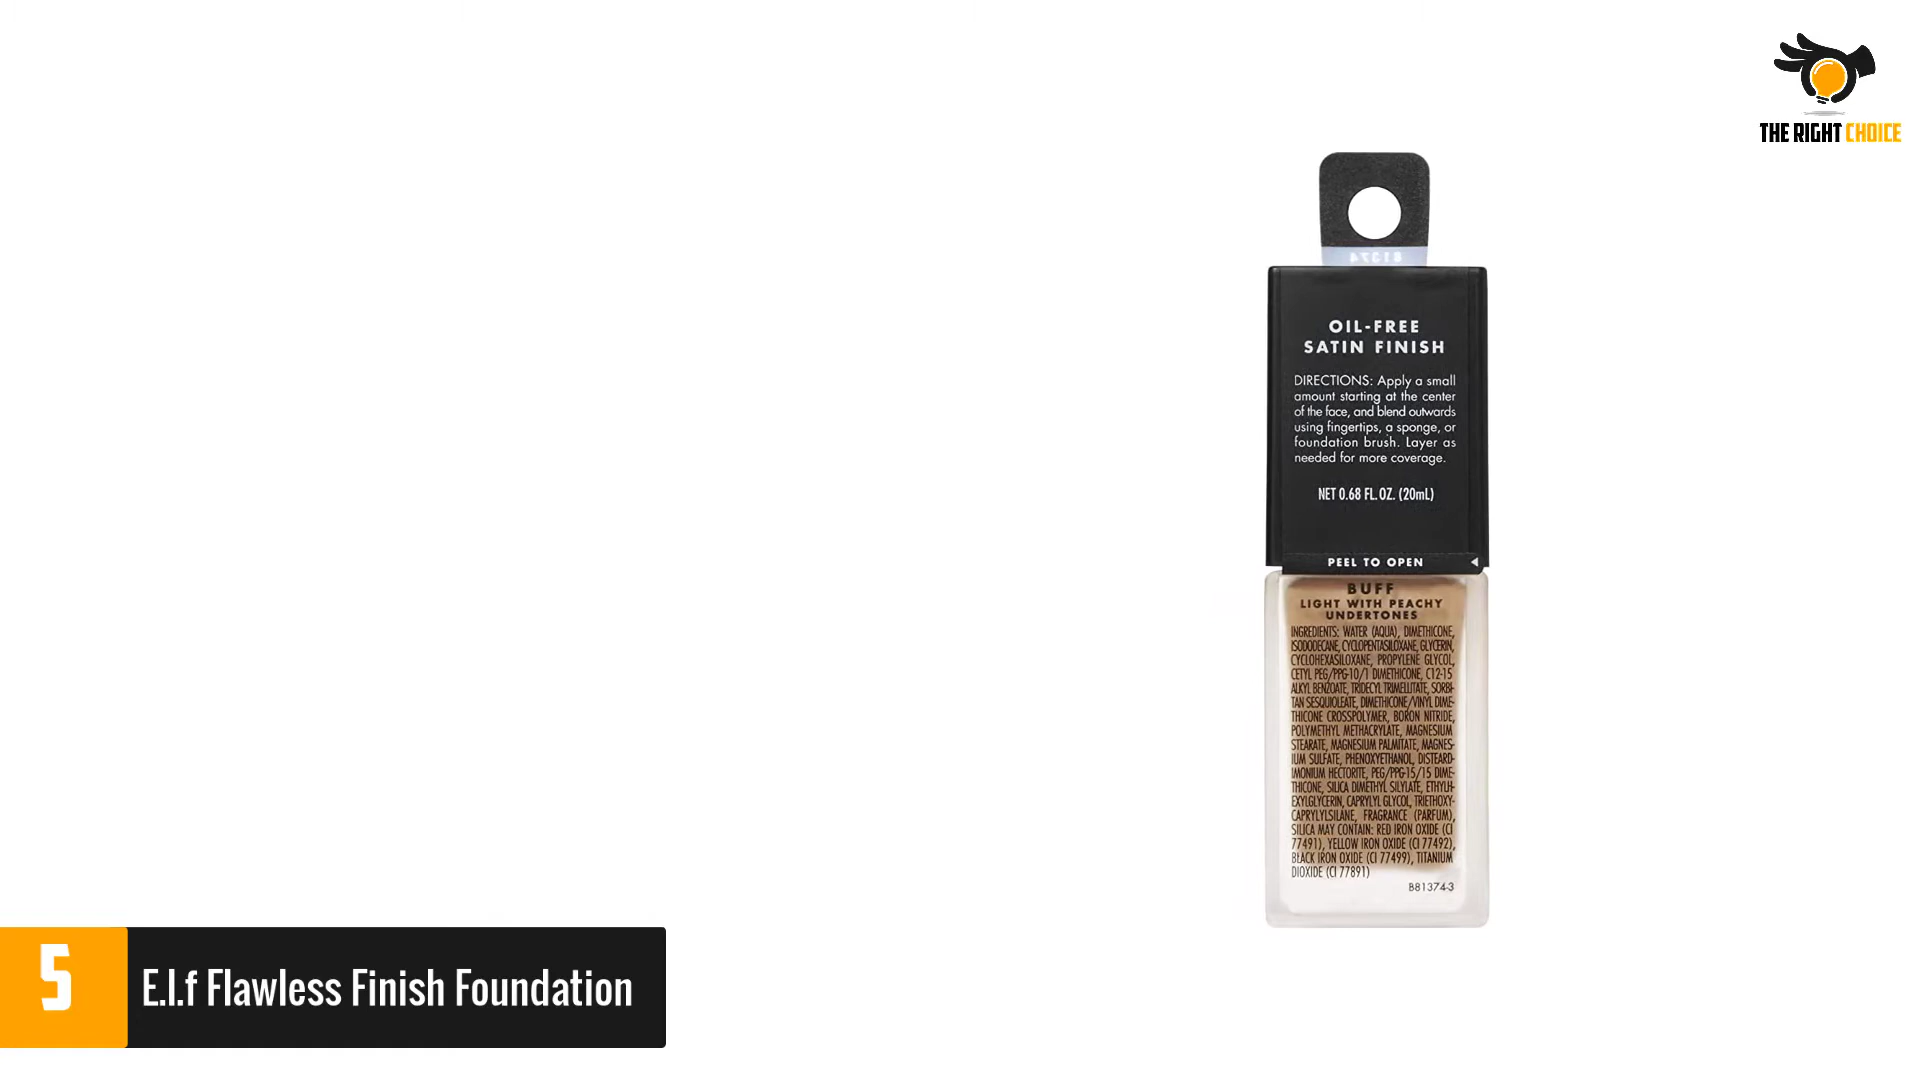 THE RIGHT CHOICE
81374
OIL-FREE
SATIN FINISH
DIRECTIONS: Apply a small
amount starting at the center
of the face, and blend outwards
using fingertips, a sponge, or
foundation brush. Layer as
needed for more coverage.
NET 0.68 FL. OZ. (20mL)
PEEL TO OPEN
BUFF
LIGHT WITH PEACHY
UNDERTONES
INGREDIENTS: WATER (AQUA), DIMETHICONE,
ISODODECANE, CYCLOPENTASILOXANE, GLYCERIN,
CYCLOHEXASILOXANE, PROPYLENE GLYCOL,
CETYL PEG/PPG-10/1 DIMETHICONE, C12-15
ALKYL BENZOATE, TRIDECYL TRIMELLITATE, SORBI-
TAN SESQUIOLEATE, DIMETHICONE/VINYL DIME-
THICONE CROSSPOLYMER, BORON NITRIDE,
POLYMETHYL METHACRYLATE, MAGNESIUM
STEARATE, MAGNESIUM PALMITATE, MAGNES-
IUM SULFATE, PHENOXYETHANOL, DISTEARD-
IMONIUM HECTORITE, PEG/PPG-15/15 DIME-
THICONE, SILICA DIMETHYL SILYLATE, ETHYLH-
EXYLGLYCERIN, CAPRYLYL GLYCOL, TRIETHOXY-
CAPRYLYLSILANE, FRAGRANCE (PARFUM),
SILICA MAY CONTAIN: RED IRON OXIDE (CI
77491), YELLOW IRON OXIDE (CI 77492),
BLACK IRON OXIDE (CI 77499), TITANIUM
DIOXIDE (CI 77891)
B81374-3
5
E.l.f Flawless Finish Foundation